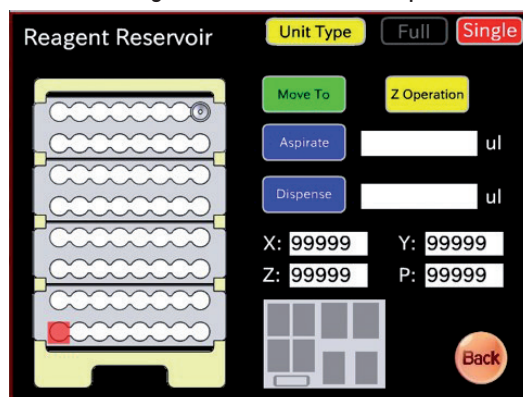 Reagent Reservoir
Unit Type Full Single
Move To Z Operation
Aspirate ul
Dispense ul
X: 99999 Y: 99999
Z: 99999 P: 99999
Back